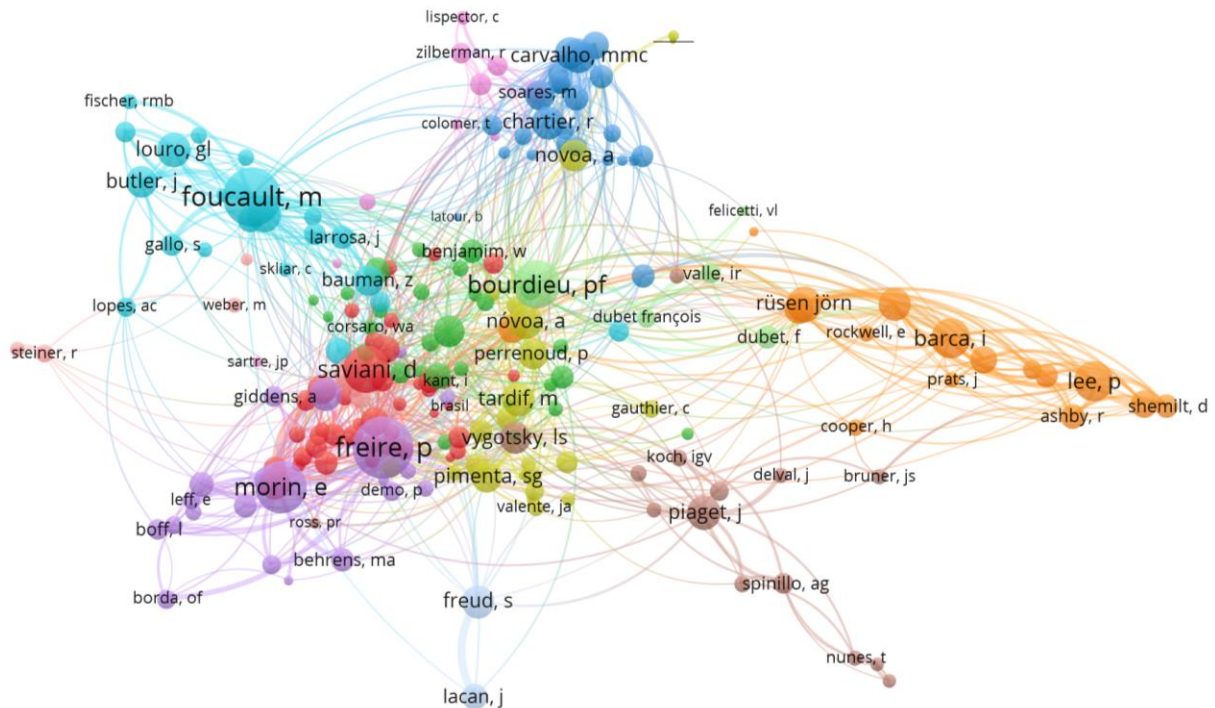 lispector, c
zilberman, r
carvalho, mmc
soares, m
fischer, rmb
colomer, t
chartier, r
louro, gl
novoa, a
butler, j
foucault, m
felicetti, vl
latour, b
gallo, s
larrosa, j
benjamim, w
skliar, c
bauman, z
bourdieu, pf
valle, ir
lopes, ac
weber, m
rüsen jörn
dubet françois
corsaro, wa
nóvoa, a
rockwell, e
dubet, f
barca, i
steiner, r
perrenoud, p
sartre, jp
saviani, d
kant, i
prats, j
lee, p
giddens, a
brasil
tardif, m
gauthier, c
shemilt, d
ashby, r
cooper, h
freire, p
vygotsky, ls
koch, igv
pimenta, sg
delval, j
bruner, js
morin, e
demo, p
leff, e
valente, ja
piaget, j
ross, pr
boff, l
behrens, ma
spinillo, ag
borda, of
freud, s
nunes, t
lacan, j